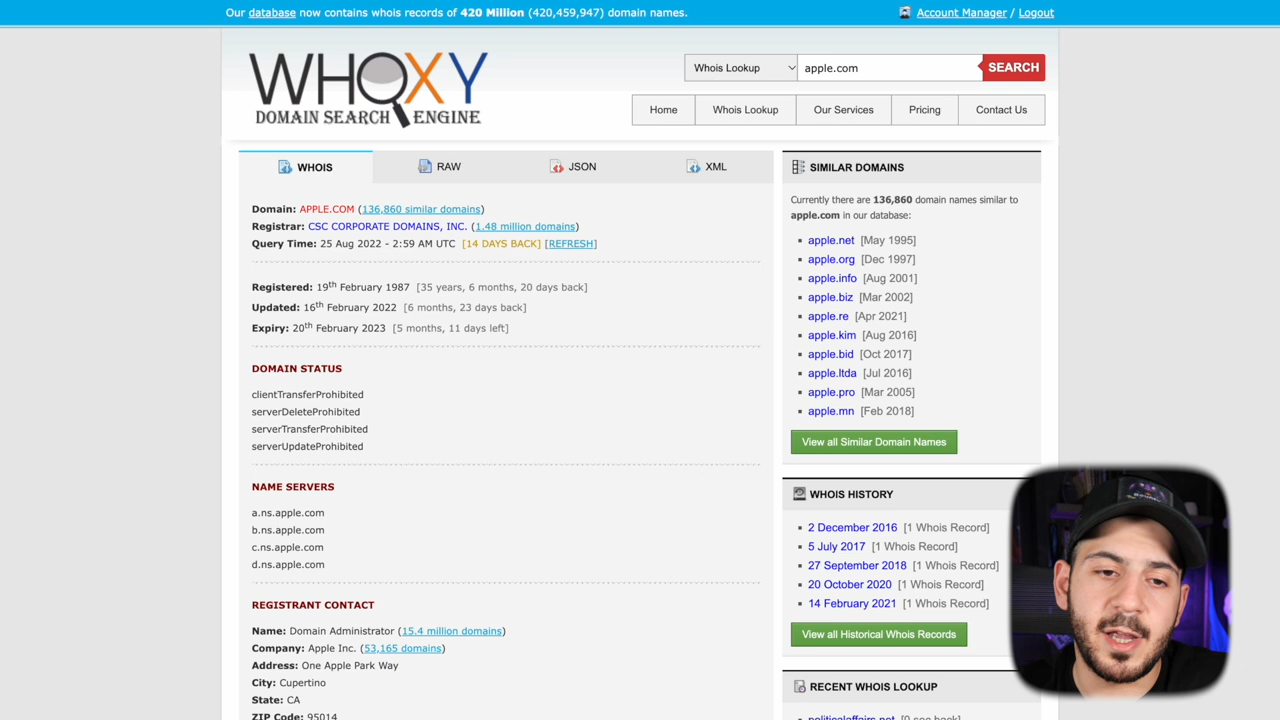 Our database now contains whois records of 420 Million (420,459,947) domain names.
Account Manager / Logout
WHOXY
DOMAIN SEARCH ENGINE
Whois Lookup
apple.com
SEARCH
Home
Whois Lookup
Our Services
Pricing
Contact Us
WHOIS
RAW
JSON
XML
Domain: APPLE.COM (136,860 similar domains)
Registrar: CSC CORPORATE DOMAINS, INC. (1.48 million domains)
Query Time: 25 Aug 2022 - 2:59 AM UTC [14 DAYS BACK] [REFRESH]
Registered: 19th February 1987 [35 years, 6 months, 20 days back]
Updated: 16th February 2022 [6 months, 23 days back]
Expiry: 20th February 2023 [5 months, 11 days left]
DOMAIN STATUS
clientTransferProhibited
serverDeleteProhibited
serverTransferProhibited
serverUpdateProhibited
NAME SERVERS
a.ns.apple.com
b.ns.apple.com
c.ns.apple.com
d.ns.apple.com
REGISTRANT CONTACT
Name: Domain Administrator (15.4 million domains)
Company: Apple Inc. (53,165 domains)
Address: One Apple Park Way
City: Cupertino
State: CA
ZIP Code: 95014
SIMILAR DOMAINS
Currently there are 136,860 domain names similar to
apple.com in our database:
apple.net [May 1995]
apple.org [Dec 1997]
apple.info [Aug 2001]
apple.biz [Mar 2002]
apple.re [Apr 2021]
apple.kim [Aug 2016]
apple.bid [Oct 2017]
apple.ltda [Jul 2016]
apple.pro [Mar 2005]
apple.mn [Feb 2018]
View all Similar Domain Names
WHOIS HISTORY
2 December 2016 [1 Whois Record]
5 July 2017 [1 Whois Record]
27 September 2018 [1 Whois Record]
20 October 2020 [1 Whois Record]
14 February 2021 [1 Whois Record]
View all Historical Whois Records
RECENT WHOIS LOOKUP
politicalaffairs.net [0 sec back]